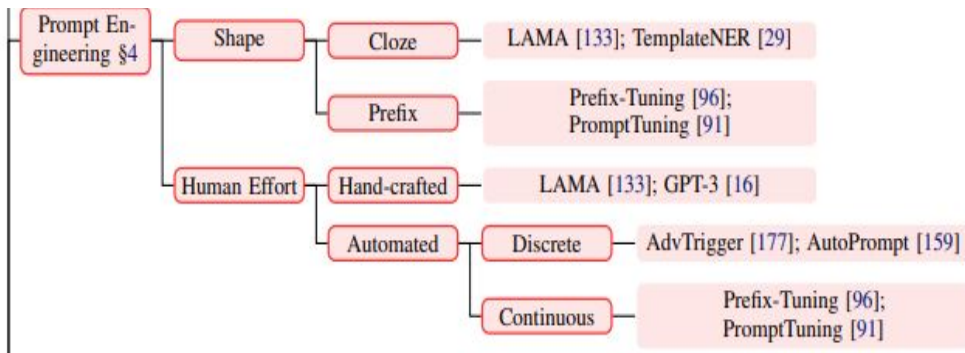 Prompt En-
gineering §4
Shape
Cloze
LAMA [133]; TemplateNER [29]
Prefix
Prefix-Tuning [96];
PromptTuning [91]
Human Effort
Hand-crafted
LAMA [133]; GPT-3 [16]
Automated
Discrete
AdvTrigger [177]; AutoPrompt [159]
Continuous
Prefix-Tuning [96];
PromptTuning [91]